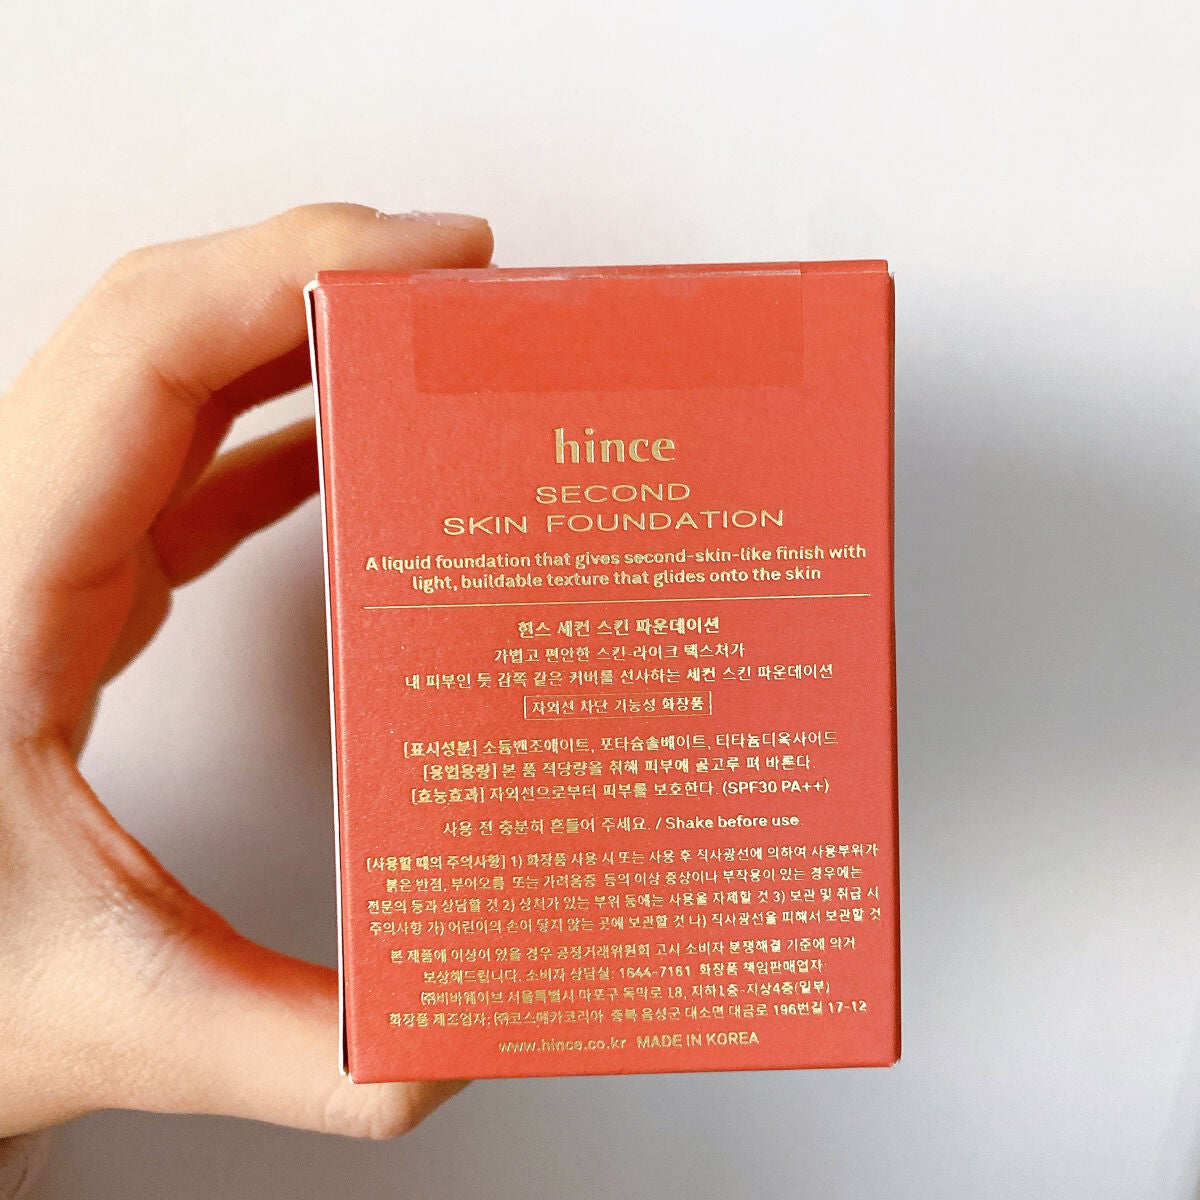 hince
SECOND
SKIN FOUNDATION
A liquid foundation that gives second-skin-like finish with
light, buildable texture that glides onto the skin
힌스 세컨 스킨 파운데이션
가볍고 편안한 스킨-라이크 텍스처가
내 피부인 듯 감쪽 같은 커버를 선사하는 세컨 스킨 파운데이션
자외선 차단 기능성 화장품
[표시성분] 소듐벤조에이트, 포타슘솔베이트, 티타늄디옥사이드
[용법용량] 본 품 적당량을 취해 피부에 골고루 펴 바른다.
[효능효과] 자외선으로부터 피부를 보호한다. (SPF30 PA++)
사용 전 충분히 흔들어 주세요. / Shake before use.
[사용할 때의 주의사항] 1) 화장품 사용 시 또는 사용 후 직사광선에 의하여 사용부위가
붉은 반점, 부어오름 또는 가려움증 등의 이상 증상이나 부작용이 있는 경우에는
전문의 등과 상담할 것 2) 상처가 있는 부위 등에는 사용을 자제할 것 3) 보관 및 취급 시
주의사항 가) 어린이의 손이 닿지 않는 곳에 보관할 것 나) 직사광선을 피해서 보관할 것
본 제품에 이상이 있을 경우 공정거래위원회 고시 소비자 분쟁해결 기준에 의거
보상해드립니다. 소비자 상담실: 1644-7161 화장품 책임판매업자:
㈜비바웨이브 서울특별시 마포구 독막로 18, 지하1층-지상4층(일부)
화장품 제조업자: ㈜코스메카코리아 충북 음성군 대소면 대금로 196번길 17-12
www.hince.co.kr MADE IN KOREA